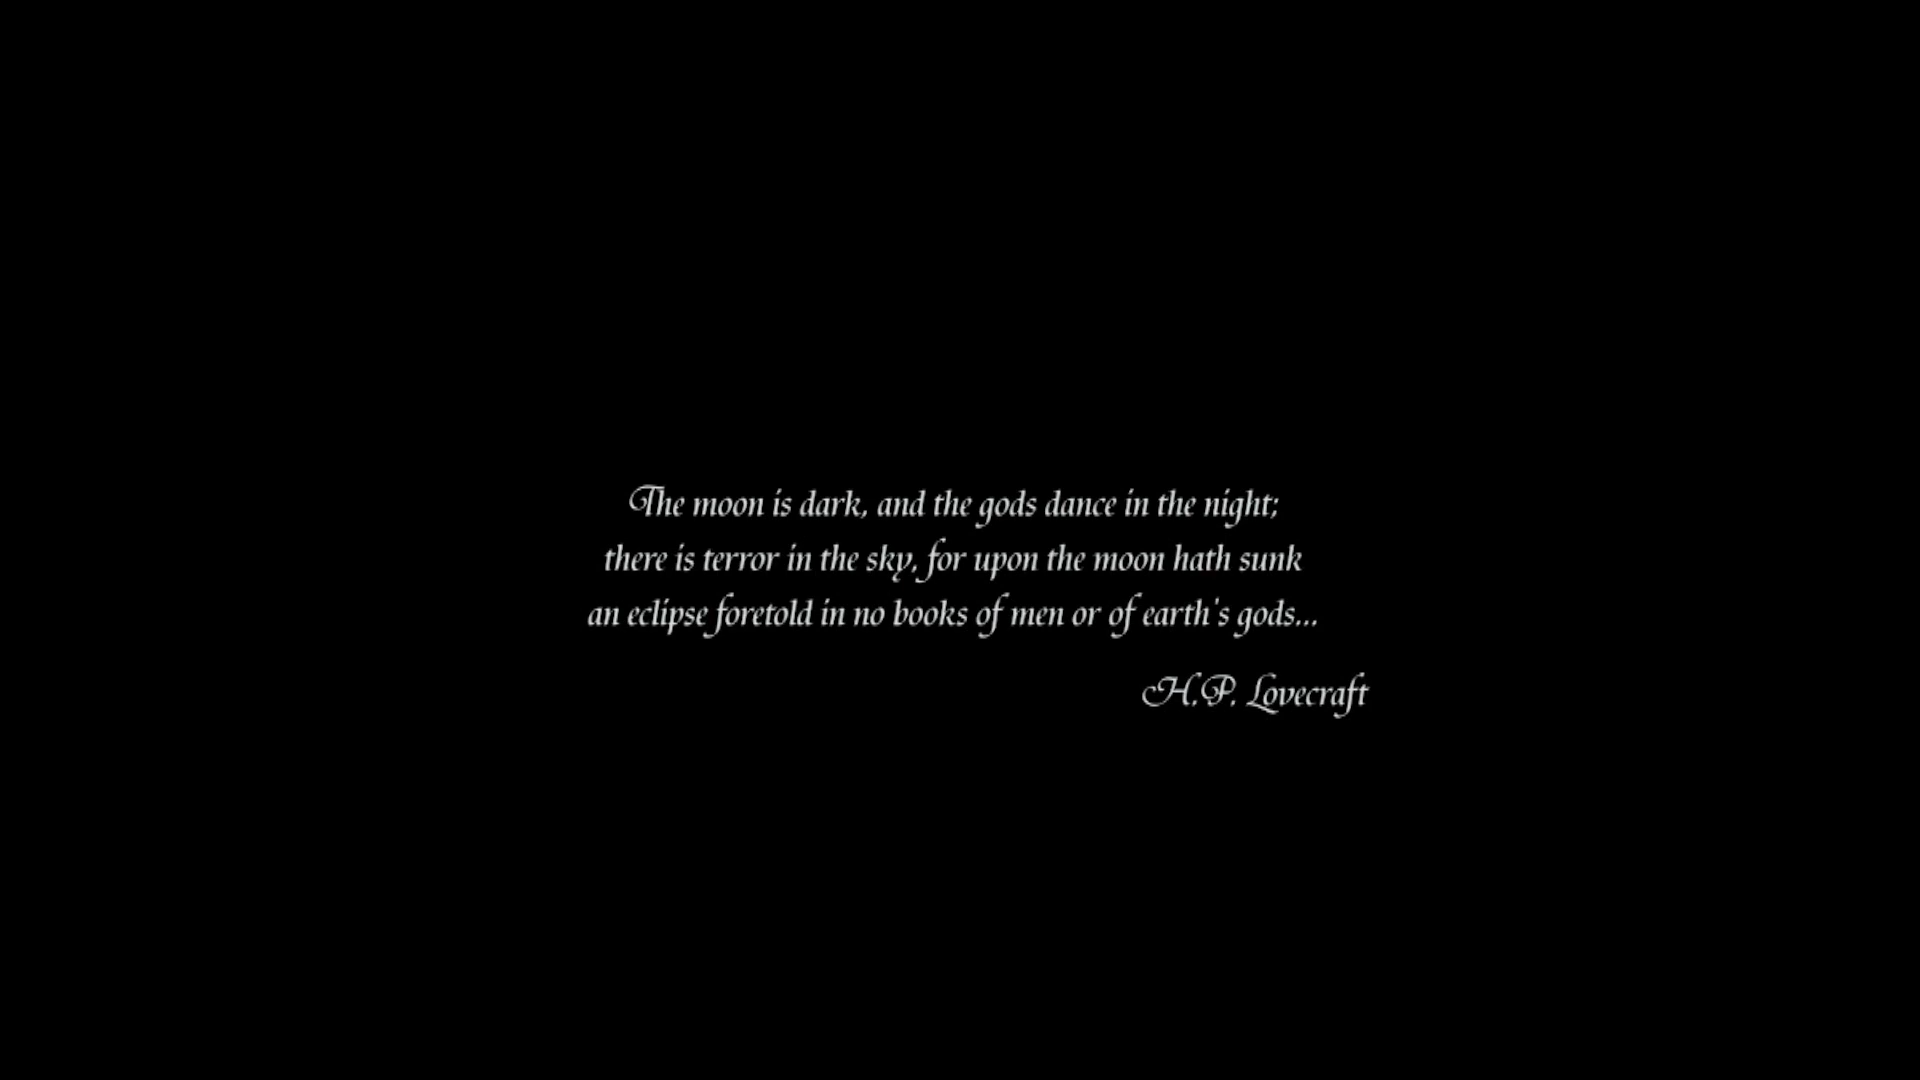 The moon is dark, and the gods dance in the night;
there is terror in the sky, for upon the moon hath sunk
an eclipse foretold in no books of men or of earth's gods...
H.P. Lovecraft